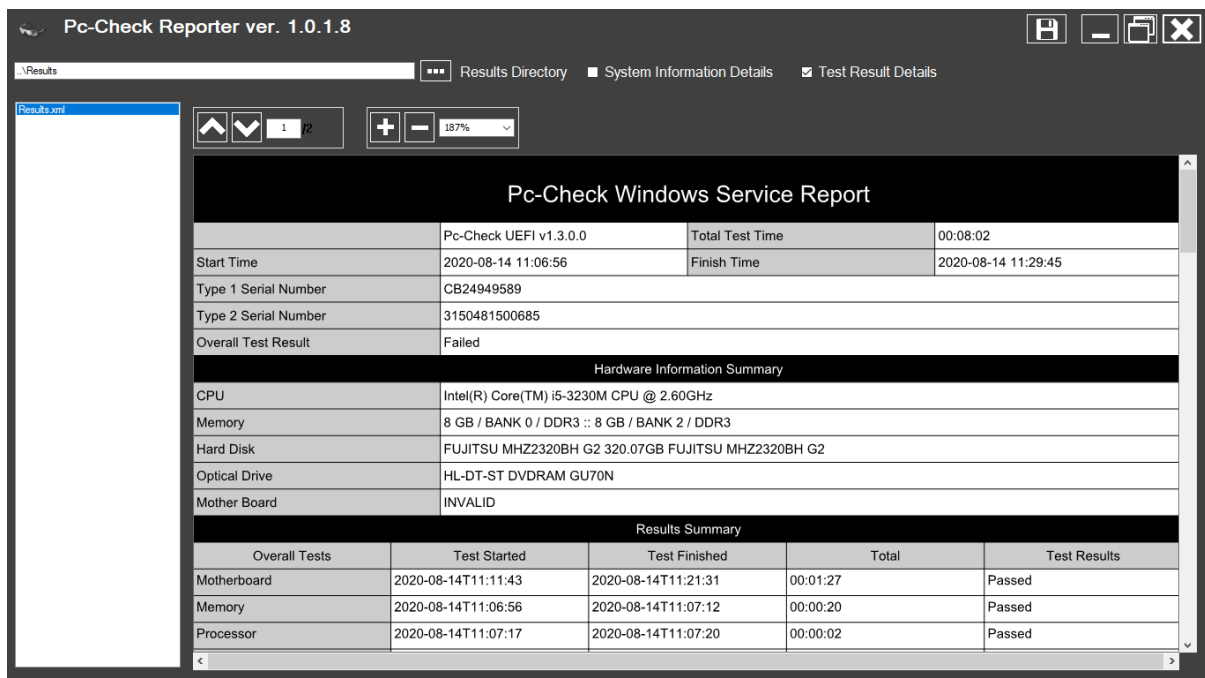 Pc-Check Reporter ver. 1.0.1.8
..\Results
Results Directory
System Information Details
Test Result Details
Results.xml
1 /2
187%
Pc-Check Windows Service Report
Pc-Check UEFI v1.3.0.0 Total Test Time 00:08:02
Start Time 2020-08-14 11:06:56 Finish Time 2020-08-14 11:29:45
Type 1 Serial Number CB24949589
Type 2 Serial Number 3150481500685
Overall Test Result Failed
Hardware Information Summary
CPU Intel(R) Core(TM) i5-3230M CPU @ 2.60GHz
Memory 8 GB / BANK 0 / DDR3 :: 8 GB / BANK 2 / DDR3
Hard Disk FUJITSU MHZ2320BH G2 320.07GB FUJITSU MHZ2320BH G2
Optical Drive HL-DT-ST DVDRAM GU70N
Mother Board INVALID
Results Summary
Overall Tests Test Started Test Finished Total Test Results
Motherboard 2020-08-14T11:11:43 2020-08-14T11:21:31 00:01:27 Passed
Memory 2020-08-14T11:06:56 2020-08-14T11:07:12 00:00:20 Passed
Processor 2020-08-14T11:07:17 2020-08-14T11:07:20 00:00:02 Passed